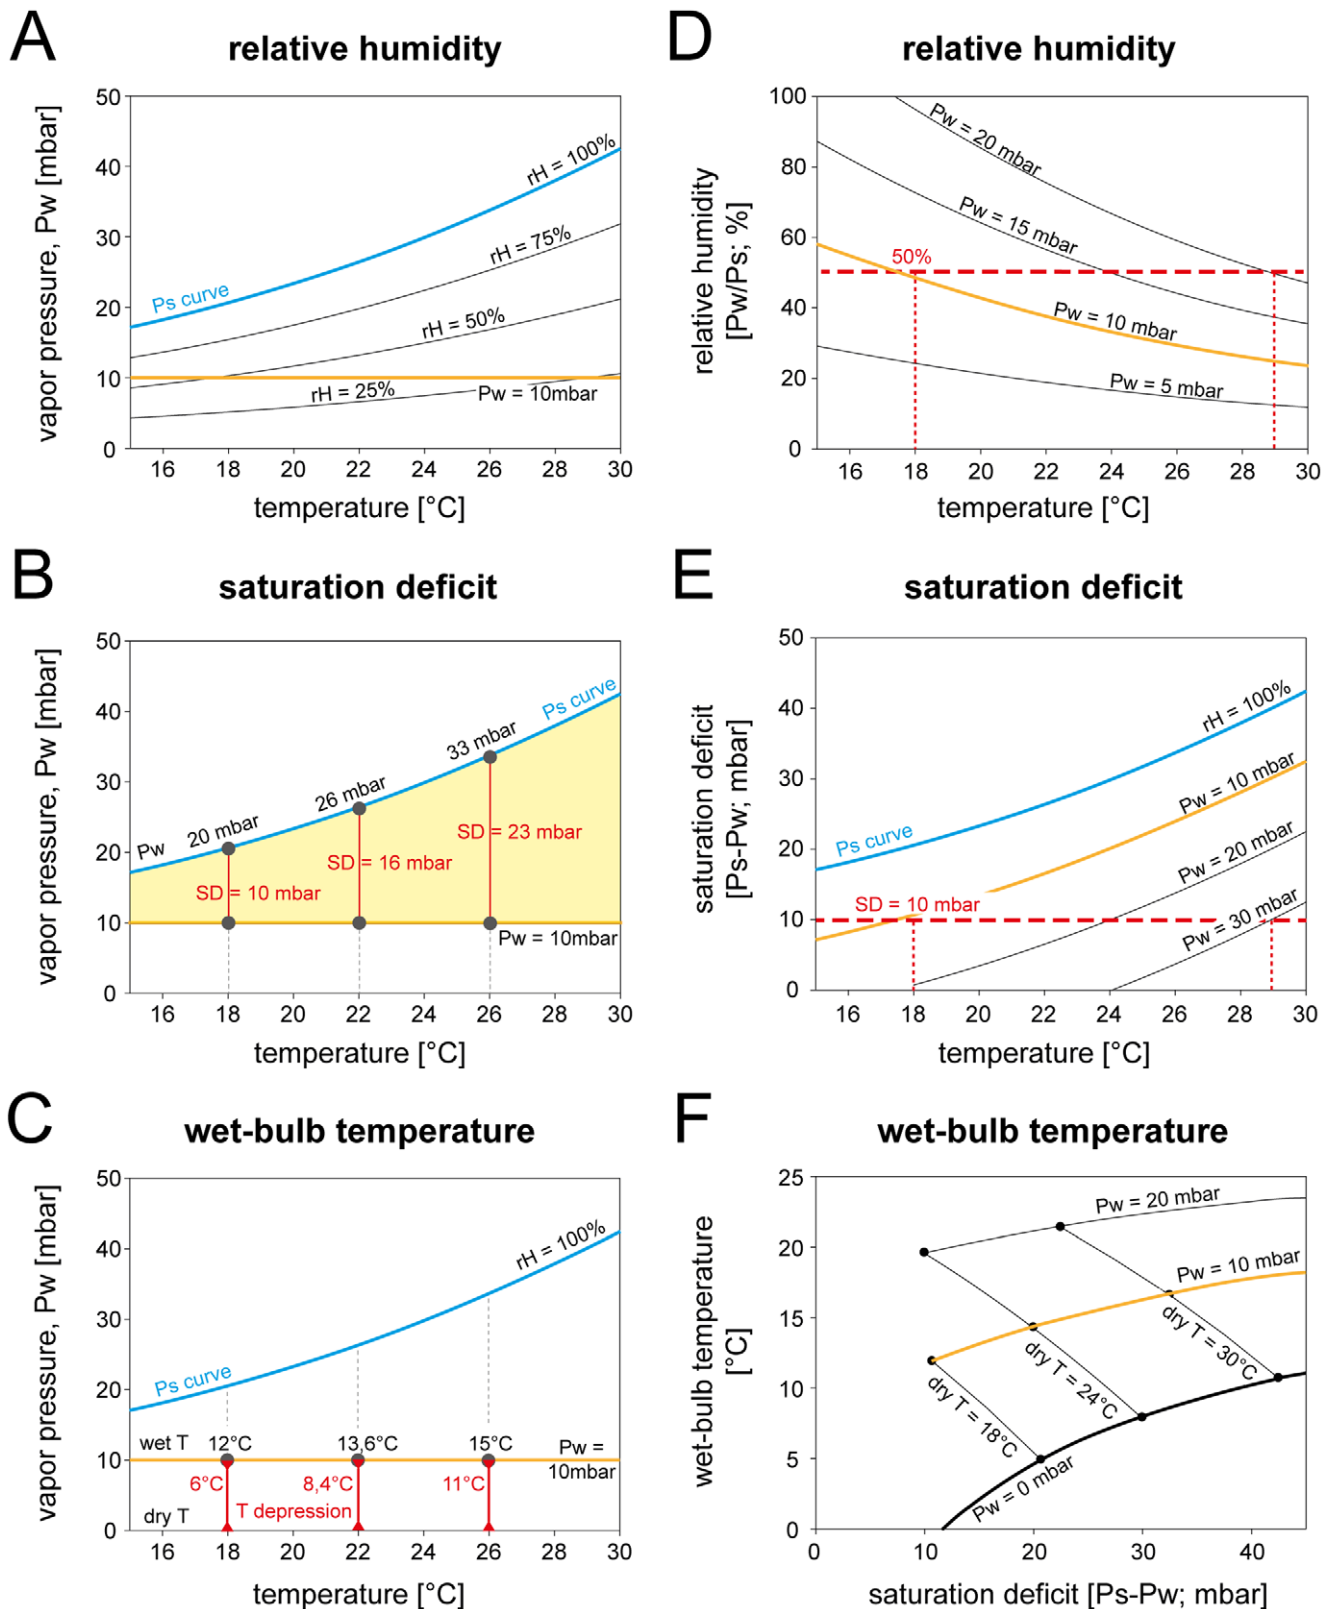 A
relative humidity
vapor pressure, Pw [mbar]
50
40
30
20
10
0
rH = 100%
rH = 75%
Ps curve
rH = 50%
rH = 25%
Pw = 10mbar
16 18 20 22 24 26 28 30
temperature [°C]
D
relative humidity
relative humidity
[Pw/Ps; %)
100
80
60
40
20
0
Pw = 20 mbar
Pw = 15 mbar
50%
Pw = 10 mbar
Pw = 5 mbar
16 18 20 22 24 26 28 30
temperature [°C]
B
saturation deficit
vapor pressure, Pw [mbar]
50
40
30
20
10
0
Ps curve
33 mbar
26 mbar
20 mbar
Pw
SD = 23 mbar
SD = 16 mbar
SD = 10 mbar
Pw = 10mbar
16 18 20 22 24 26 28 30
temperature [°C]
E
saturation deficit
saturation deficit
[Ps-Pw; mbar]
50
40
30
20
10
0
rH = 100%
Pw = 10 mbar
Ps curve
Pw = 20 mbar
SD = 10 mbar
Pw = 30 mbar
16 18 20 22 24 26 28 30
temperature [°C]
C
wet-bulb temperature
vapor pressure, Pw [mbar]
50
40
30
20
10
0
rH = 100%
Ps curve
wet T
12°C
13,6°C
15°C
Pw =
10mbar
6°C
8,4°C
11°C
T depression
dry T
16 18 20 22 24 26 28 30
temperature [°C]
F
wet-bulb temperature
wet-bulb temperature
[°C]
25
20
15
10
5
0
Pw = 20 mbar
Pw = 10 mbar
dry T = 30°C
dry T = 24°C
dry T = 18°C
Pw = 0 mbar
0 10 20 30 40
saturation deficit [Ps-Pw; mbar]